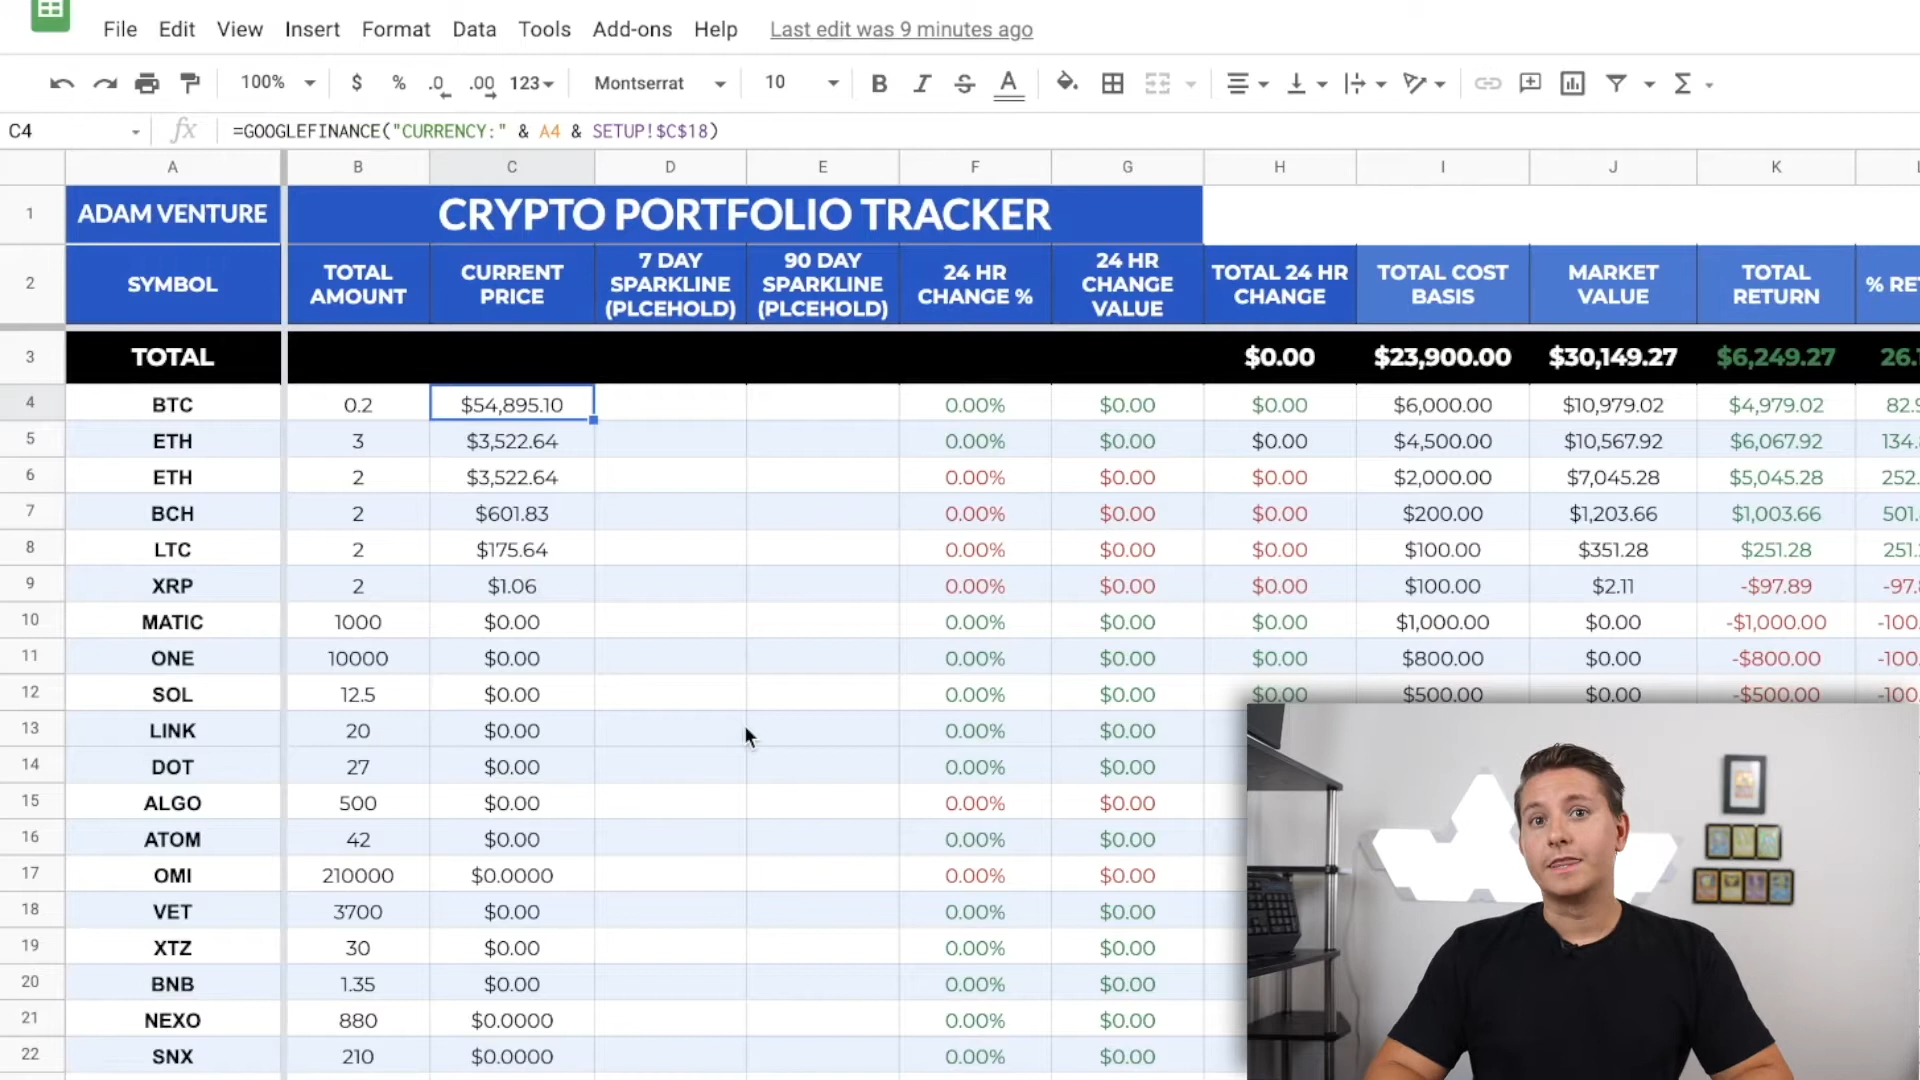 File Edit View Insert Format Data Tools Add-ons Help Last edit was 9 minutes ago
100% $ % .0 .00 123 Montserrat 10 B I S A Σ
C4 fx =GOOGLEFINANCE("CURRENCY:" & A4 & SETUP!$C$18)
A B C D E F G H I J K
1 ADAM VENTURE CRYPTO PORTFOLIO TRACKER
2 SYMBOL TOTAL AMOUNT CURRENT PRICE 7 DAY SPARKLINE (PLCEHOLD) 90 DAY SPARKLINE (PLCEHOLD) 24 HR CHANGE % 24 HR CHANGE VALUE TOTAL 24 HR CHANGE TOTAL COST BASIS MARKET VALUE TOTAL RETURN % RE
3 TOTAL $0.00 $23,900.00 $30,149.27 $6,249.27 26.
4 BTC 0.2 $54,895.10 0.00% $0.00 $0.00 $6,000.00 $10,979.02 $4,979.02 82.
5 ETH 3 $3,522.64 0.00% $0.00 $0.00 $4,500.00 $10,567.92 $6,067.92 134.
6 ETH 2 $3,522.64 0.00% $0.00 $0.00 $2,000.00 $7,045.28 $5,045.28 252.
7 BCH 2 $601.83 0.00% $0.00 $0.00 $200.00 $1,203.66 $1,003.66 501.
8 LTC 2 $175.64 0.00% $0.00 $0.00 $100.00 $351.28 $251.28 251.
9 XRP 2 $1.06 0.00% $0.00 $0.00 $100.00 $2.11 -$97.89 -97.
10 MATIC 1000 $0.00 0.00% $0.00 $0.00 $1,000.00 $0.00 -$1,000.00 -100.
11 ONE 10000 $0.00 0.00% $0.00 $0.00 $800.00 $0.00 -$800.00 -100.
12 SOL 12.5 $0.00 0.00% $0.00 $0.00 $500.00 $0.00 -$500.00 -100.
13 LINK 20 $0.00 0.00% $0.00
14 DOT 27 $0.00 0.00% $0.00
15 ALGO 500 $0.00 0.00% $0.00
16 ATOM 42 $0.00 0.00% $0.00
17 OMI 210000 $0.0000 0.00% $0.00
18 VET 3700 $0.00 0.00% $0.00
19 XTZ 30 $0.00 0.00% $0.00
20 BNB 1.35 $0.00 0.00% $0.00
21 NEXO 880 $0.0000 0.00% $0.00
22 SNX 210 $0.0000 0.00% $0.00